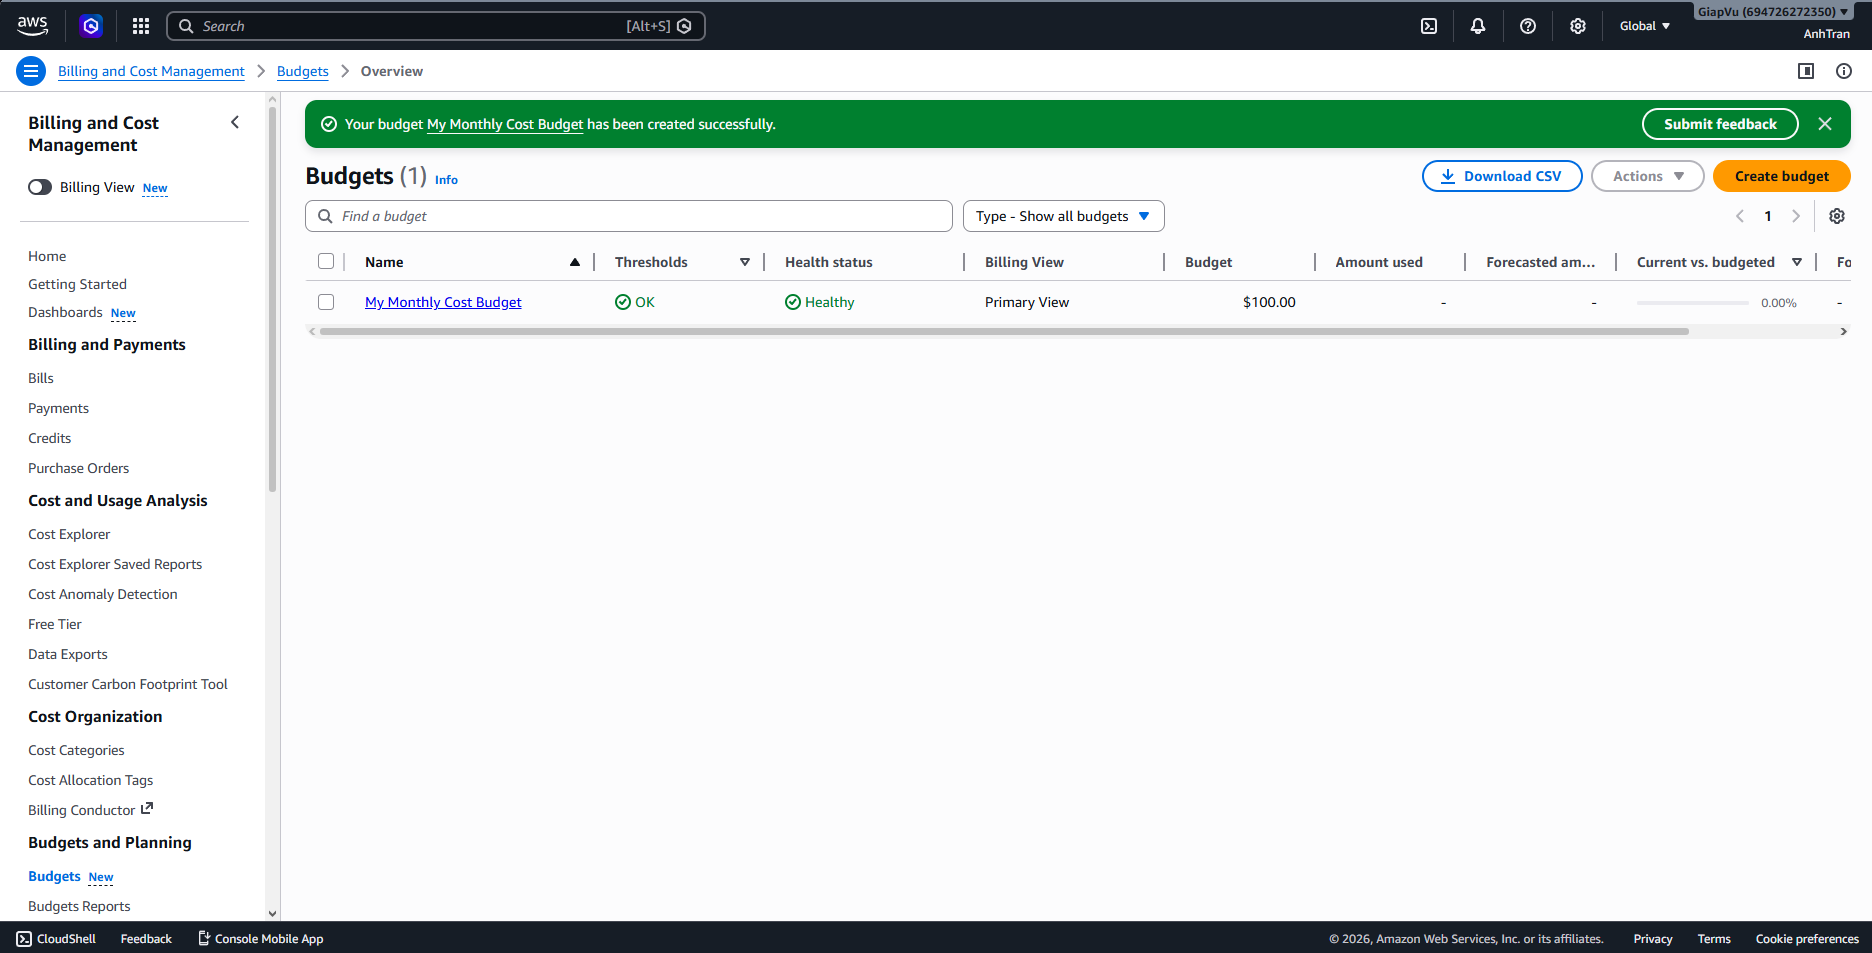 aws
Search
[Alt+S]
Global
GiapVu (694726272350)
AnhTran
Billing and Cost Management
Budgets
Overview
Billing and Cost
Management
Billing View New
Home
Getting Started
Dashboards New
Billing and Payments
Bills
Payments
Credits
Purchase Orders
Cost and Usage Analysis
Cost Explorer
Cost Explorer Saved Reports
Cost Anomaly Detection
Free Tier
Data Exports
Customer Carbon Footprint Tool
Cost Organization
Cost Categories
Cost Allocation Tags
Billing Conductor
Budgets and Planning
Budgets New
Budgets Reports
Your budget My Monthly Cost Budget has been created successfully.
Submit feedback
Budgets (1) Info
Download CSV
Actions
Create budget
Find a budget
Type - Show all budgets
1
Name Thresholds Health status Billing View Budget Amount used Forecasted am... Current vs. budgeted Fo
My Monthly Cost Budget OK Healthy Primary View $100.00 - - 0.00% -
CloudShell Feedback Console Mobile App © 2026, Amazon Web Services, Inc. or its affiliates. Privacy Terms Cookie preferences